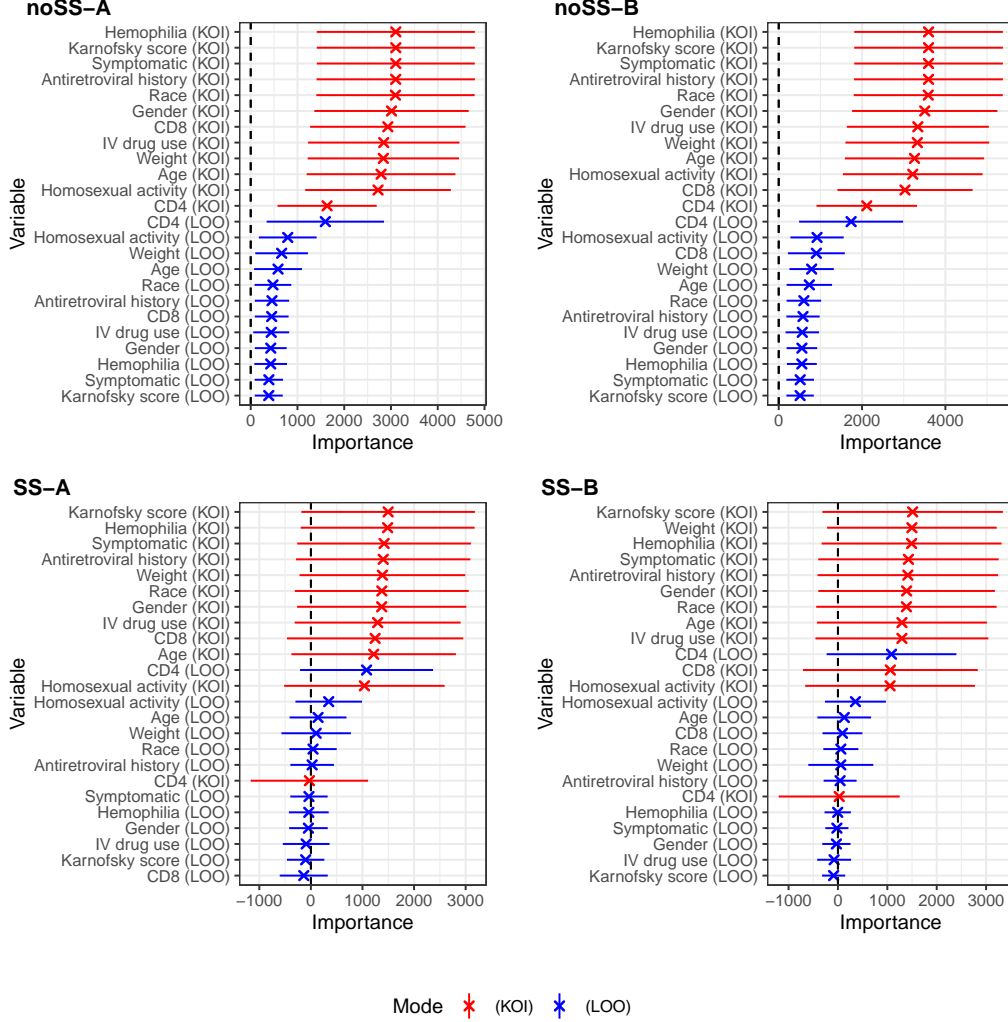 noSS−A
Hemophilia (KOI)
Karnofsky score (KOI)
Symptomatic (KOI)
Antiretroviral history (KOI)
Race (KOI)
Gender (KOI)
CD8 (KOI)
IV drug use (KOI)
Weight (KOI)
Age (KOI)
Homosexual activity (KOI)
CD4 (KOI)
CD4 (LOO)
Homosexual activity (LOO)
Weight (LOO)
Age (LOO)
Race (LOO)
Antiretroviral history (LOO)
CD8 (LOO)
IV drug use (LOO)
Gender (LOO)
Hemophilia (LOO)
Symptomatic (LOO)
Karnofsky score (LOO)
Variable
0 1000 2000 3000 4000 5000
Importance
noSS−B
Hemophilia (KOI)
Karnofsky score (KOI)
Symptomatic (KOI)
Antiretroviral history (KOI)
Race (KOI)
Gender (KOI)
IV drug use (KOI)
Weight (KOI)
Age (KOI)
Homosexual activity (KOI)
CD8 (KOI)
CD4 (KOI)
CD4 (LOO)
Homosexual activity (LOO)
CD8 (LOO)
Weight (LOO)
Age (LOO)
Race (LOO)
Antiretroviral history (LOO)
IV drug use (LOO)
Gender (LOO)
Hemophilia (LOO)
Symptomatic (LOO)
Karnofsky score (LOO)
Variable
0 2000 4000
Importance
SS−A
Karnofsky score (KOI)
Hemophilia (KOI)
Symptomatic (KOI)
Antiretroviral history (KOI)
Weight (KOI)
Race (KOI)
Gender (KOI)
IV drug use (KOI)
CD8 (KOI)
Age (KOI)
CD4 (LOO)
Homosexual activity (KOI)
Homosexual activity (LOO)
Age (LOO)
Weight (LOO)
Race (LOO)
Antiretroviral history (LOO)
CD4 (KOI)
Symptomatic (LOO)
Hemophilia (LOO)
Gender (LOO)
IV drug use (LOO)
Karnofsky score (LOO)
CD8 (LOO)
Variable
−1000 0 1000 2000 3000
Importance
SS−B
Karnofsky score (KOI)
Weight (KOI)
Hemophilia (KOI)
Symptomatic (KOI)
Antiretroviral history (KOI)
Gender (KOI)
Race (KOI)
Age (KOI)
IV drug use (KOI)
CD4 (LOO)
CD8 (KOI)
Homosexual activity (KOI)
Homosexual activity (LOO)
Age (LOO)
CD8 (LOO)
Race (LOO)
Weight (LOO)
Antiretroviral history (LOO)
CD4 (KOI)
Hemophilia (LOO)
Symptomatic (LOO)
Gender (LOO)
IV drug use (LOO)
Karnofsky score (LOO)
Variable
−1000 0 1000 2000 3000
Importance
Mode (KOI) (LOO)